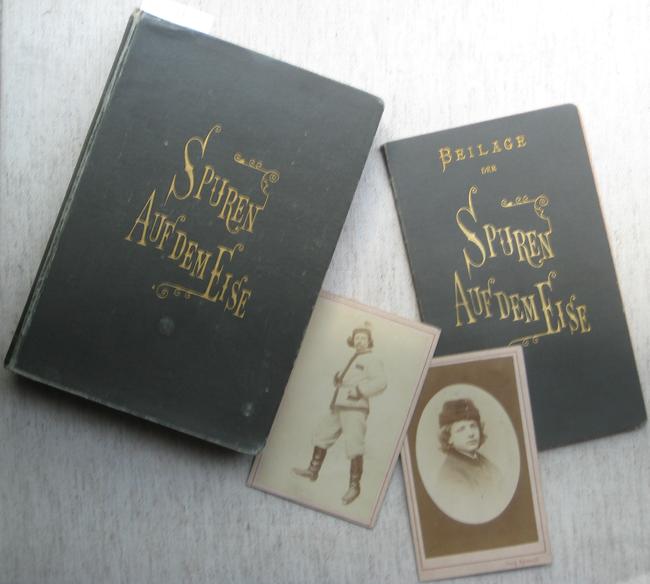 SPUREN
AUF DEM EISE
BEILAGE
DER
SPUREN
AUF DEM EISE